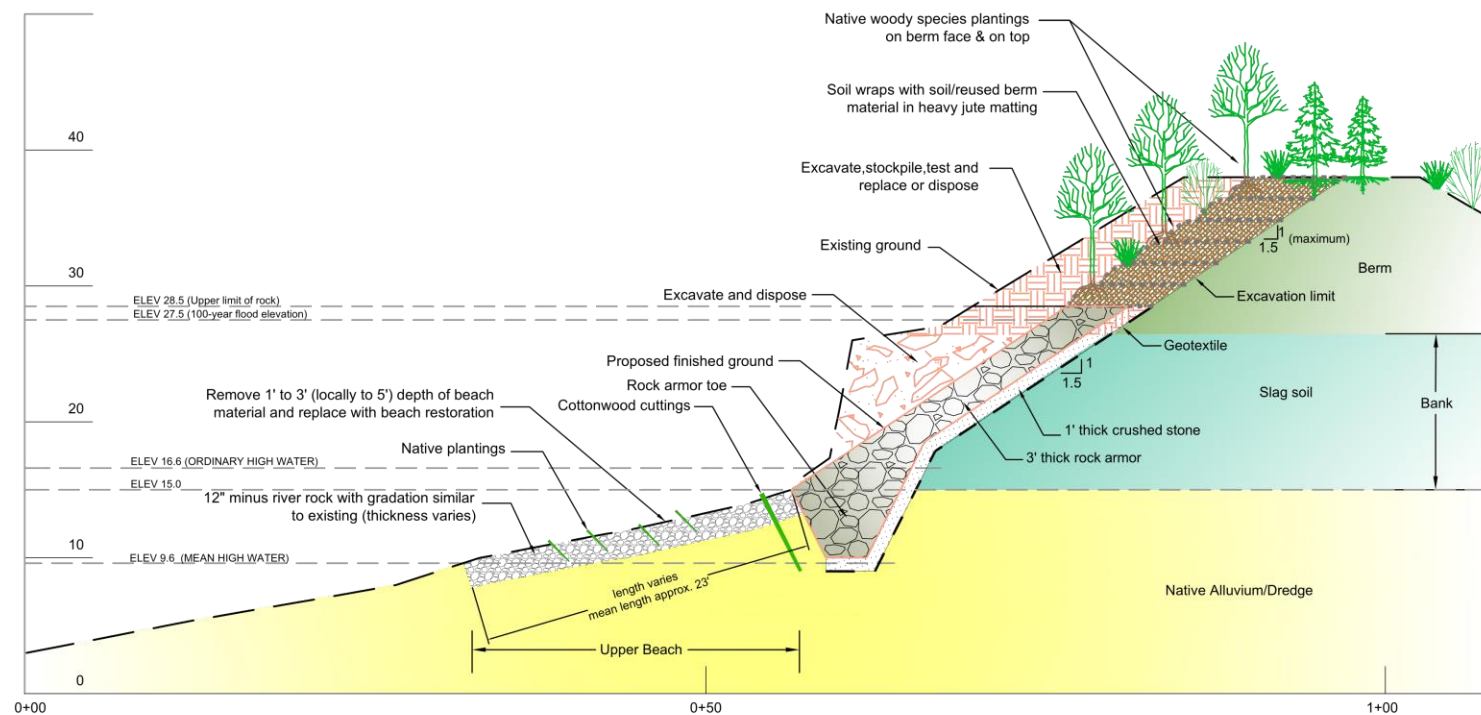 Native woody species plantings
on berm face & on top
Soil wraps with soil/reused berm
material in heavy jute matting
40
Excavate,stockpile,test and
replace or dispose
Existing ground
1
1.5
(maximum)
Berm
30
ELEV 28.5 (Upper limit of rock)
ELEV 27.5 (100-year flood elevation)
Excavate and dispose
Excavation limit
Geotextile
Proposed finished ground
Rock armor toe
1
1.5
Remove 1' to 3' (locally to 5') depth of beach
material and replace with beach restoration
Cottonwood cuttings
Slag soil
Bank
20
1' thick crushed stone
Native plantings
3' thick rock armor
ELEV 16.6 (ORDINARY HIGH WATER)
ELEV 15.0
12" minus river rock with gradation similar
to existing (thickness varies)
10
ELEV 9.6 (MEAN HIGH WATER)
length varies
mean length approx. 23'
Native Alluvium/Dredge
Upper Beach
0
0+00
0+50
1+00